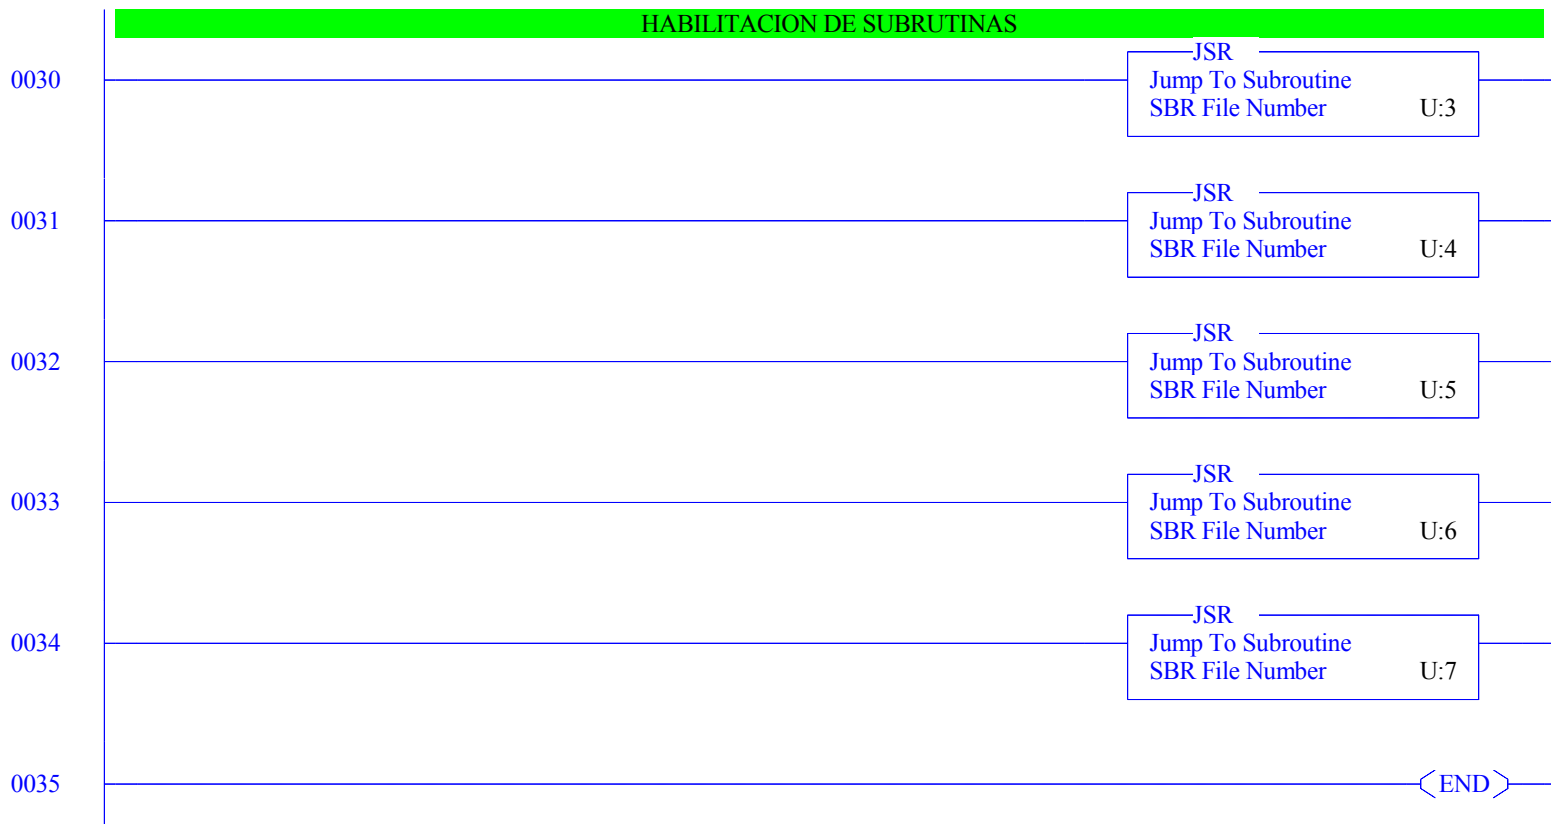 HABILITACION DE SUBRUTINAS
JSR
0030 Jump To Subroutine
SBR File Number U:3
JSR
0031 Jump To Subroutine
SBR File Number U:4
JSR
0032 Jump To Subroutine
SBR File Number U:5
JSR
0033 Jump To Subroutine
SBR File Number U:6
JSR
0034 Jump To Subroutine
SBR File Number U:7
0035 END